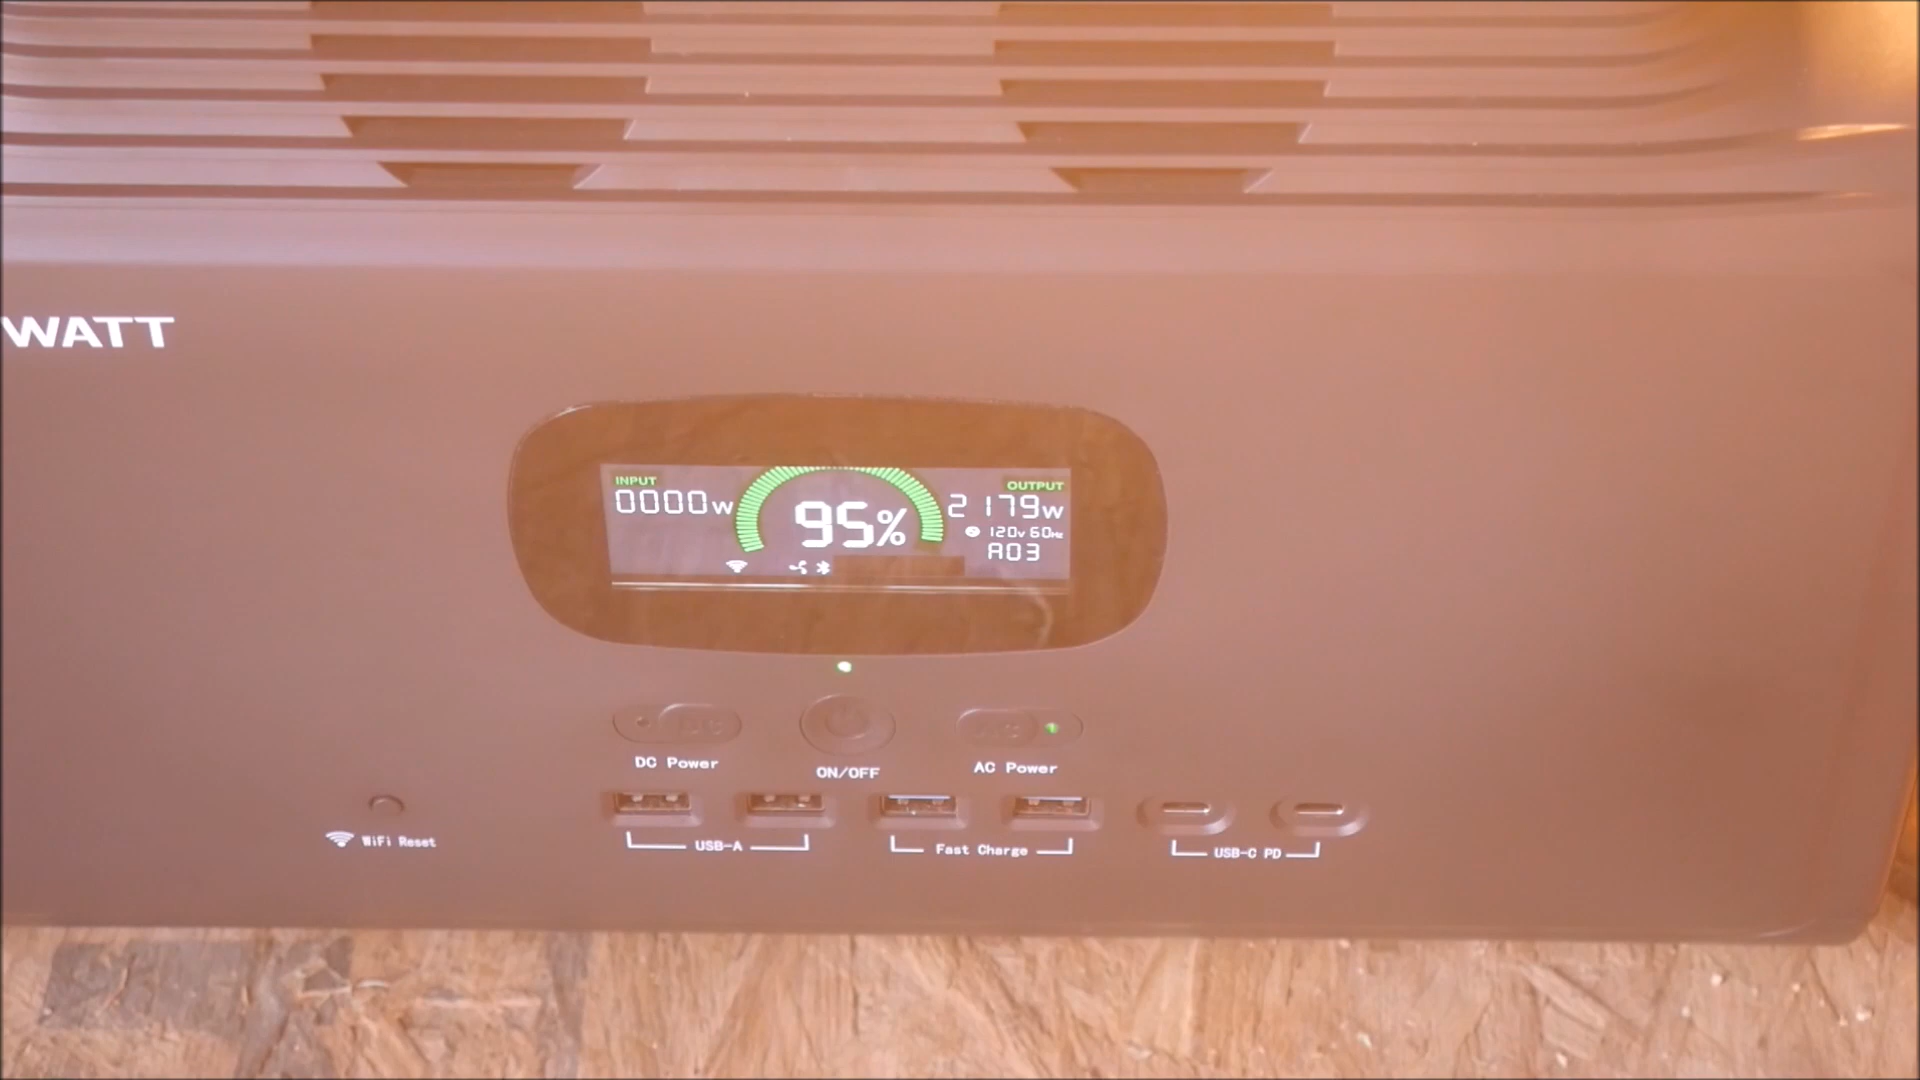 WATT
INPUT
0000W
95%
OUTPUT
2179W
120V 60Hz
A03
DC Power
ON/OFF
AC Power
WiFi Reset
USB-A
Fast Charge
USB-C PD